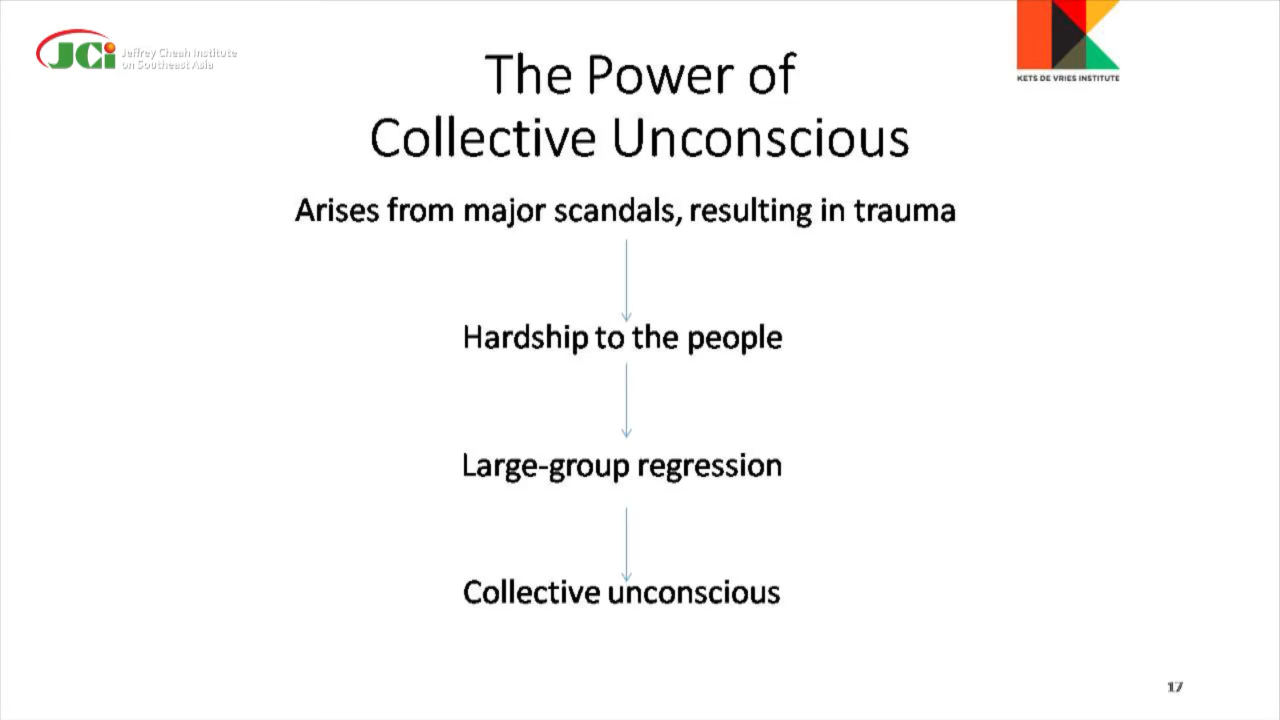 JCi Jeffrey Cheah Institute
on Southeast Asia
KETS DE VRIES INSTITUTE
The Power of
Collective Unconscious
Arises from major scandals, resulting in trauma
Hardship to the people
Large-group regression
Collective unconscious
17